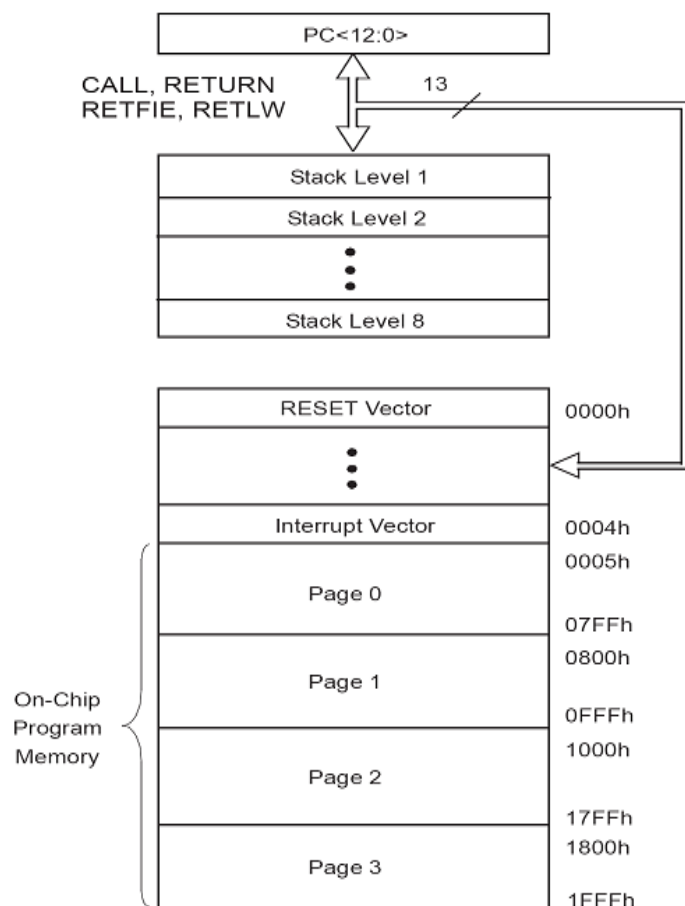 PC<12:0>
CALL, RETURN
RETFIE, RETLW
13
Stack Level 1
Stack Level 2
Stack Level 8
RESET Vector
0000h
Interrupt Vector
0004h
0005h
Page 0
07FFh
0800h
Page 1
0FFFh
On-Chip
Program
Memory
1000h
Page 2
17FFh
1800h
Page 3
1FFFh